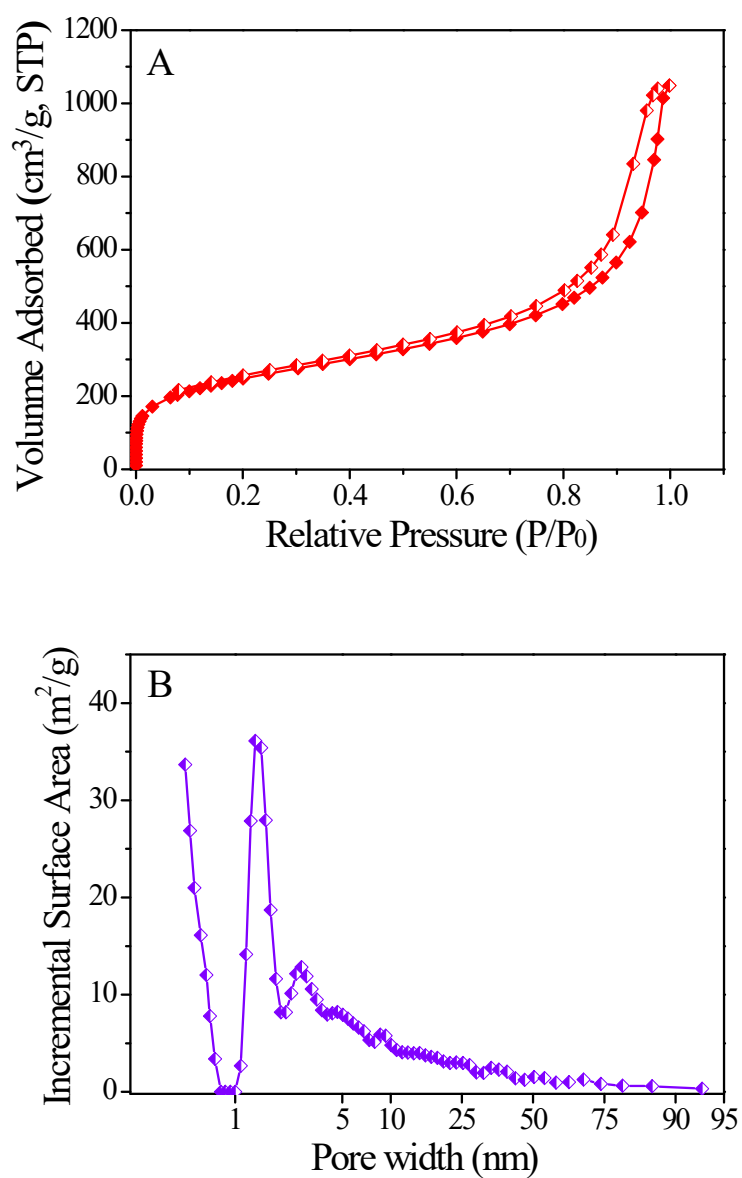 A
1200
1000
800
600
400
200
0
Volunme Adsorbed (cm³/g, STP)
0.0 0.2 0.4 0.6 0.8 1.0
Relative Pressure (P/P₀)
B
40
30
20
10
0
Incremental Surface Area (m²/g)
1 5 10 25 50 75 90 95
Pore width (nm)